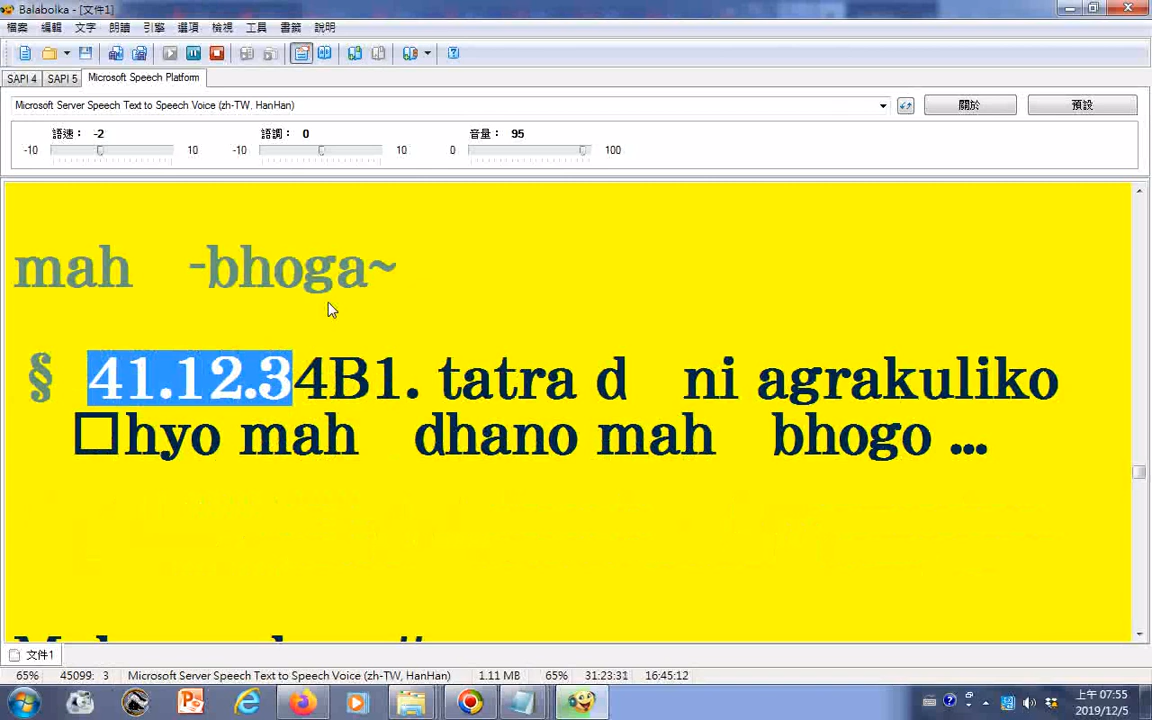 Balabolka - [文件1]
檔案 編輯 文字 朗讀 引擎 選項 檢視 工具 書籤 說明
SAPI 4 SAPI 5 Microsoft Speech Platform
Microsoft Server Speech Text to Speech Voice (zh-TW, HanHan) 關於 預設
語速： -2 語調： 0 音量： 95
-10 10 -10 10 0 100
mah -bhoga~
§ 41.12.34B1. tatra d ni agrakuliko
□hyo mah dhano mah bhogo ...
文件1
65% 45099: 3 Microsoft Server Speech Text to Speech Voice (zh-TW, HanHan) 1.11 MB 65% 31:23:31 16:45:12
上午 07:55
2019/12/5